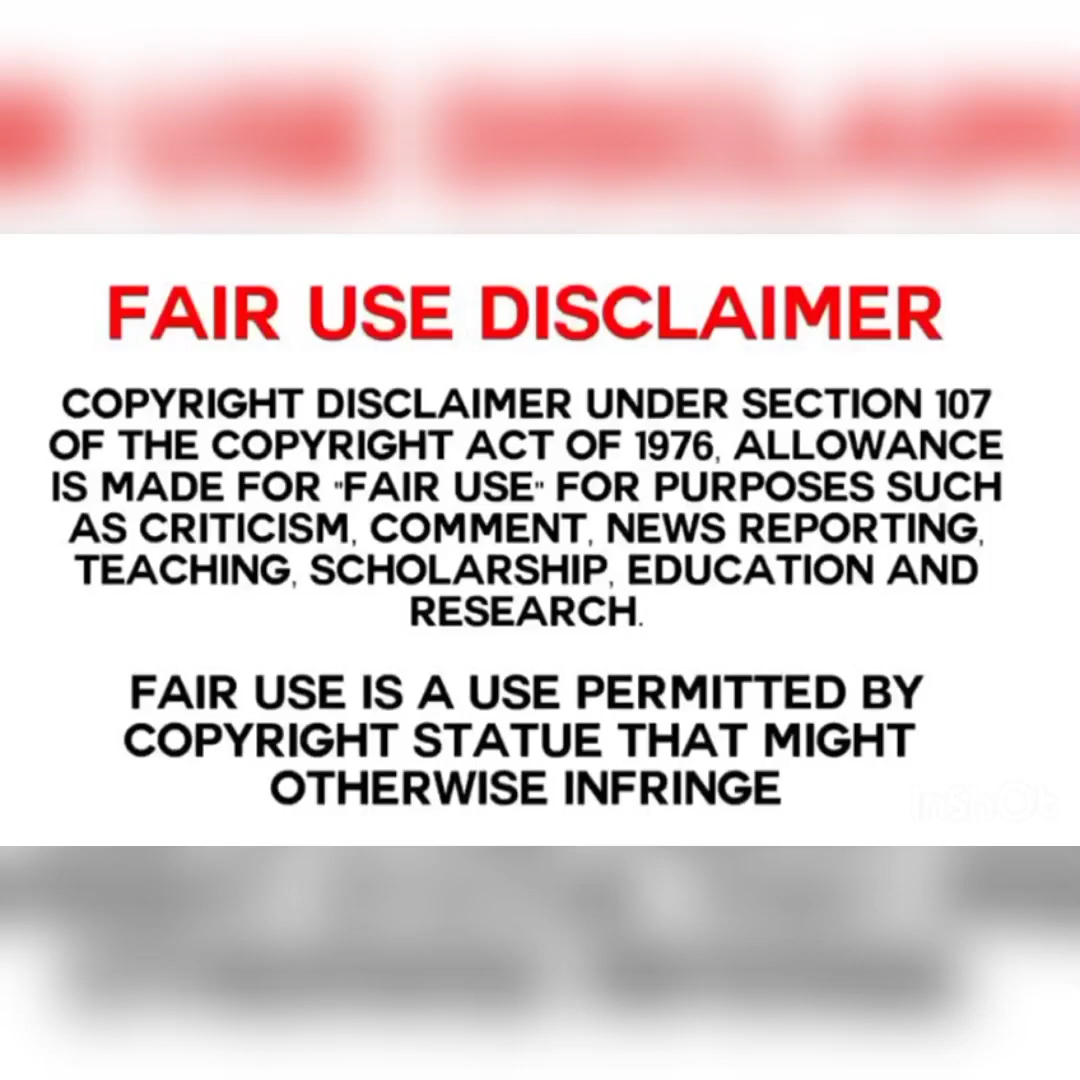 FAIR USE DISCLAIMER
COPYRIGHT DISCLAIMER UNDER SECTION 107
OF THE COPYRIGHT ACT OF 1976, ALLOWANCE
IS MADE FOR "FAIR USE" FOR PURPOSES SUCH
AS CRITICISM, COMMENT, NEWS REPORTING,
TEACHING, SCHOLARSHIP, EDUCATION AND
RESEARCH.
FAIR USE IS A USE PERMITTED BY
COPYRIGHT STATUE THAT MIGHT
OTHERWISE INFRINGE
InShOt